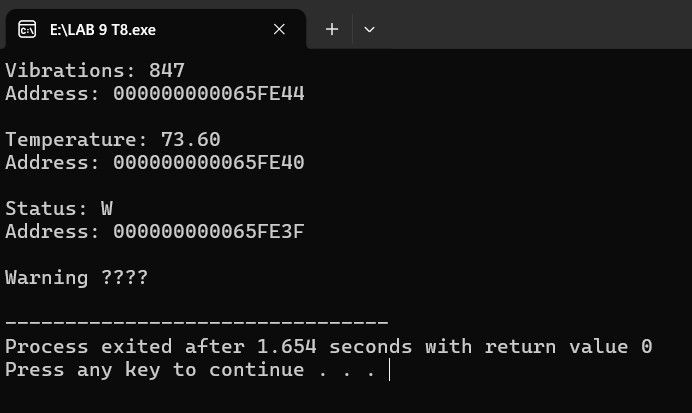 E:\LAB 9 T8.exe
Vibrations: 847
Address: 000000000065FE44
Temperature: 73.60
Address: 000000000065FE40
Status: W
Address: 000000000065FE3F
Warning ????
--------------------------------
Process exited after 1.654 seconds with return value 0
Press any key to continue . . .